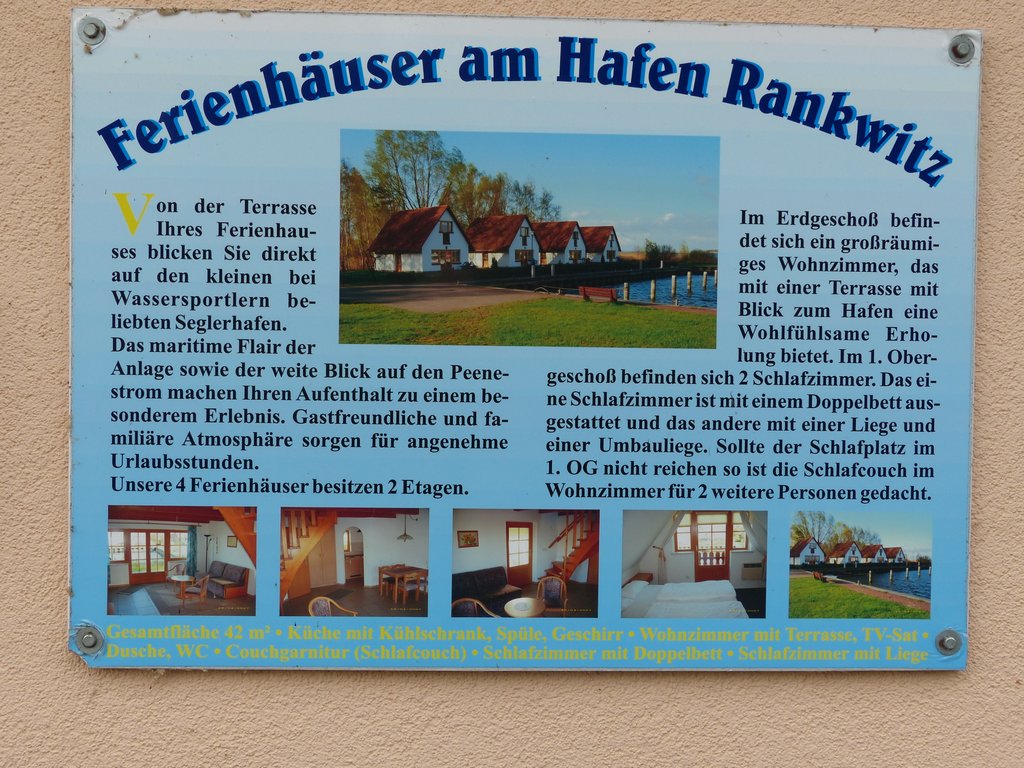 Ferienhäuser am Hafen Rankwitz
Von der Terrasse
Ihres Ferienhau-
ses blicken Sie direkt
auf den kleinen bei
Wassersportlern be-
liebten Seglerhafen.
Das maritime Flair der
Anlage sowie der weite Blick auf den Peene-
strom machen Ihren Aufenthalt zu einem be-
sonderem Erlebnis. Gastfreundliche und fa-
miliäre Atmosphäre sorgen für angenehme
Urlaubsstunden.
Unsere 4 Ferienhäuser besitzen 2 Etagen.
Im Erdgeschoß befin-
det sich ein großräumi-
ges Wohnzimmer, das
mit einer Terrasse mit
Blick zum Hafen eine
Wohlfühlsame Erho-
lung bietet. Im 1. Ober-
geschoß befinden sich 2 Schlafzimmer. Das ei-
ne Schlafzimmer ist mit einem Doppelbett aus-
gestattet und das andere mit einer Liege und
einer Umbauliege. Sollte der Schlafplatz im
1. OG nicht reichen so ist die Schlafcouch im
Wohnzimmer für 2 weitere Personen gedacht.
Gesamtfläche 42 m² • Küche mit Kühlschrank, Spüle, Geschirr • Wohnzimmer mit Terrasse, TV-Sat •
Dusche, WC • Couchgarnitur (Schlafcouch) • Schlafzimmer mit Doppelbett • Schlafzimmer mit Liege